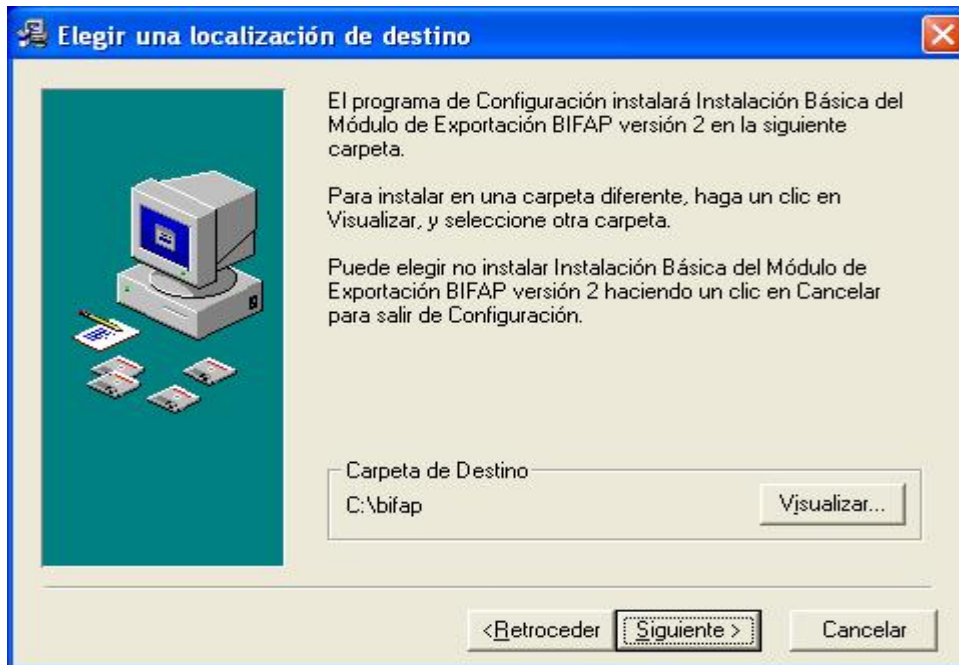 Elegir una localización de destino
El programa de Configuración instalará Instalación Básica del
Módulo de Exportación BIFAP versión 2 en la siguiente
carpeta.
Para instalar en una carpeta diferente, haga un clic en
Visualizar, y seleccione otra carpeta.
Puede elegir no instalar Instalación Básica del Módulo de
Exportación BIFAP versión 2 haciendo un clic en Cancelar
para salir de Configuración.
Carpeta de Destino
C:\bifap
Visualizar...
<Retroceder
Siguiente >
Cancelar